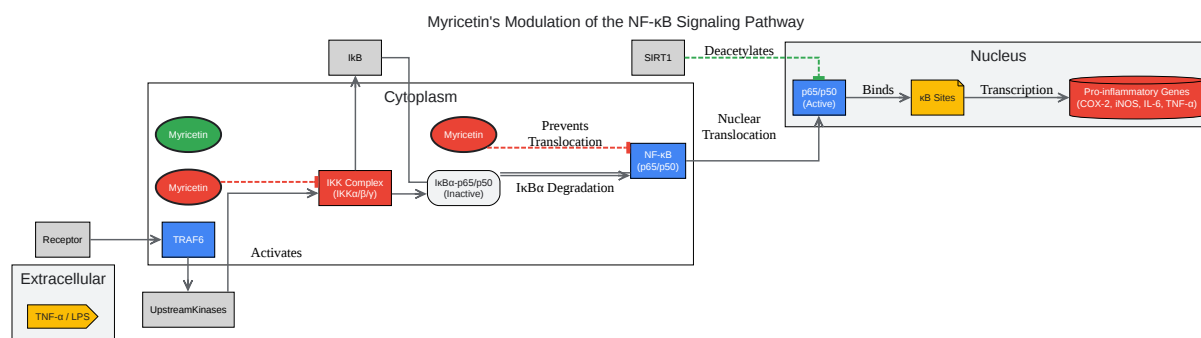 Myricetin's Modulation of the NF-κB Signaling Pathway
IkB
SIRT1
Deacetylates
Nucleus
p65/p50
(Active)
Binds
κB Sites
Transcription
Pro-inflammatory Genes
(COX-2, iNOS, IL-6, TNF-α)
Cytoplasm
Myricetin
Myricetin
Prevents
Translocation
Nuclear
Translocation
NF-κB
(p65/p50)
Myricetin
IKK Complex
(IKKα/β/γ)
IκBα-p65/p50
(Inactive)
IκBα Degradation
Receptor
TRAF6
Activates
Extracellular
TNF-α / LPS
UpstreamKinases